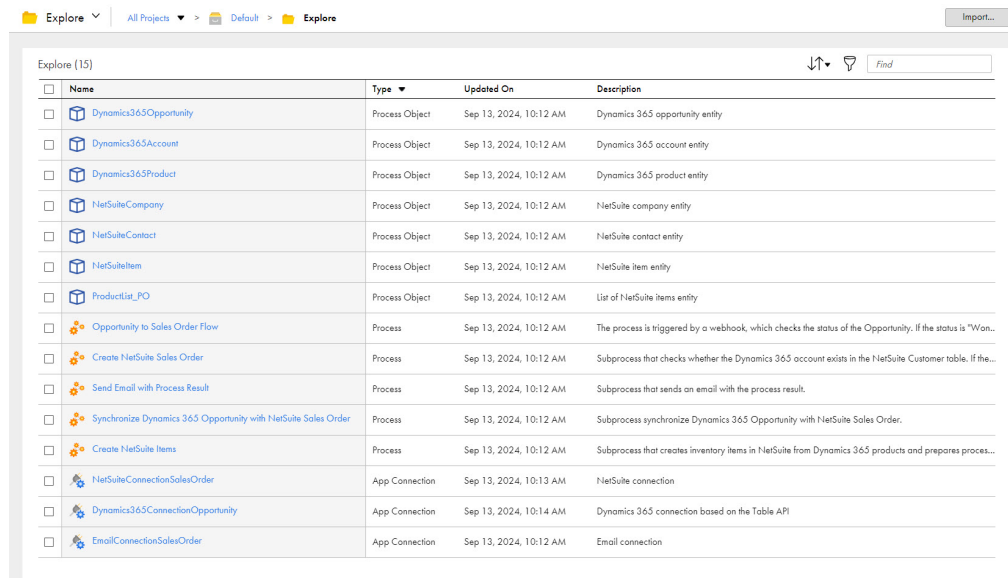 Explore All Projects > Default > Explore Import...
Explore (15) Find
Name Type Updated On Description
Dynamics365Opportunity Process Object Sep 13, 2024, 10:12 AM Dynamics 365 opportunity entity
Dynamics365Account Process Object Sep 13, 2024, 10:12 AM Dynamics 365 account entity
Dynamics365Product Process Object Sep 13, 2024, 10:12 AM Dynamics 365 product entity
NetSuiteCompany Process Object Sep 13, 2024, 10:12 AM NetSuite company entity
NetSuiteContact Process Object Sep 13, 2024, 10:12 AM NetSuite contact entity
NetSuiteItem Process Object Sep 13, 2024, 10:12 AM NetSuite item entity
ProductList_PO Process Object Sep 13, 2024, 10:12 AM List of NetSuite items entity
Opportunity to Sales Order Flow Process Sep 13, 2024, 10:12 AM The process is triggered by a webhook, which checks the status of the Opportunity. If the status is "Won...
Create NetSuite Sales Order Process Sep 13, 2024, 10:12 AM Subprocess that checks whether the Dynamics 365 account exists in the NetSuite Customer table. If the...
Send Email with Process Result Process Sep 13, 2024, 10:12 AM Subprocess that sends an email with the process result.
Synchronize Dynamics 365 Opportunity with NetSuite Sales Order Process Sep 13, 2024, 10:12 AM Subprocess synchronize Dynamics 365 Opportunity with NetSuite Sales Order.
Create NetSuite Items Process Sep 13, 2024, 10:12 AM Subprocess that creates inventory items in NetSuite from Dynamics 365 products and prepares proces...
NetSuiteConnectionSalesOrder App Connection Sep 13, 2024, 10:13 AM NetSuite connection
Dynamics365ConnectionOpportunity App Connection Sep 13, 2024, 10:14 AM Dynamics 365 connection based on the Table API
EmailConnectionSalesOrder App Connection Sep 13, 2024, 10:12 AM Email connection